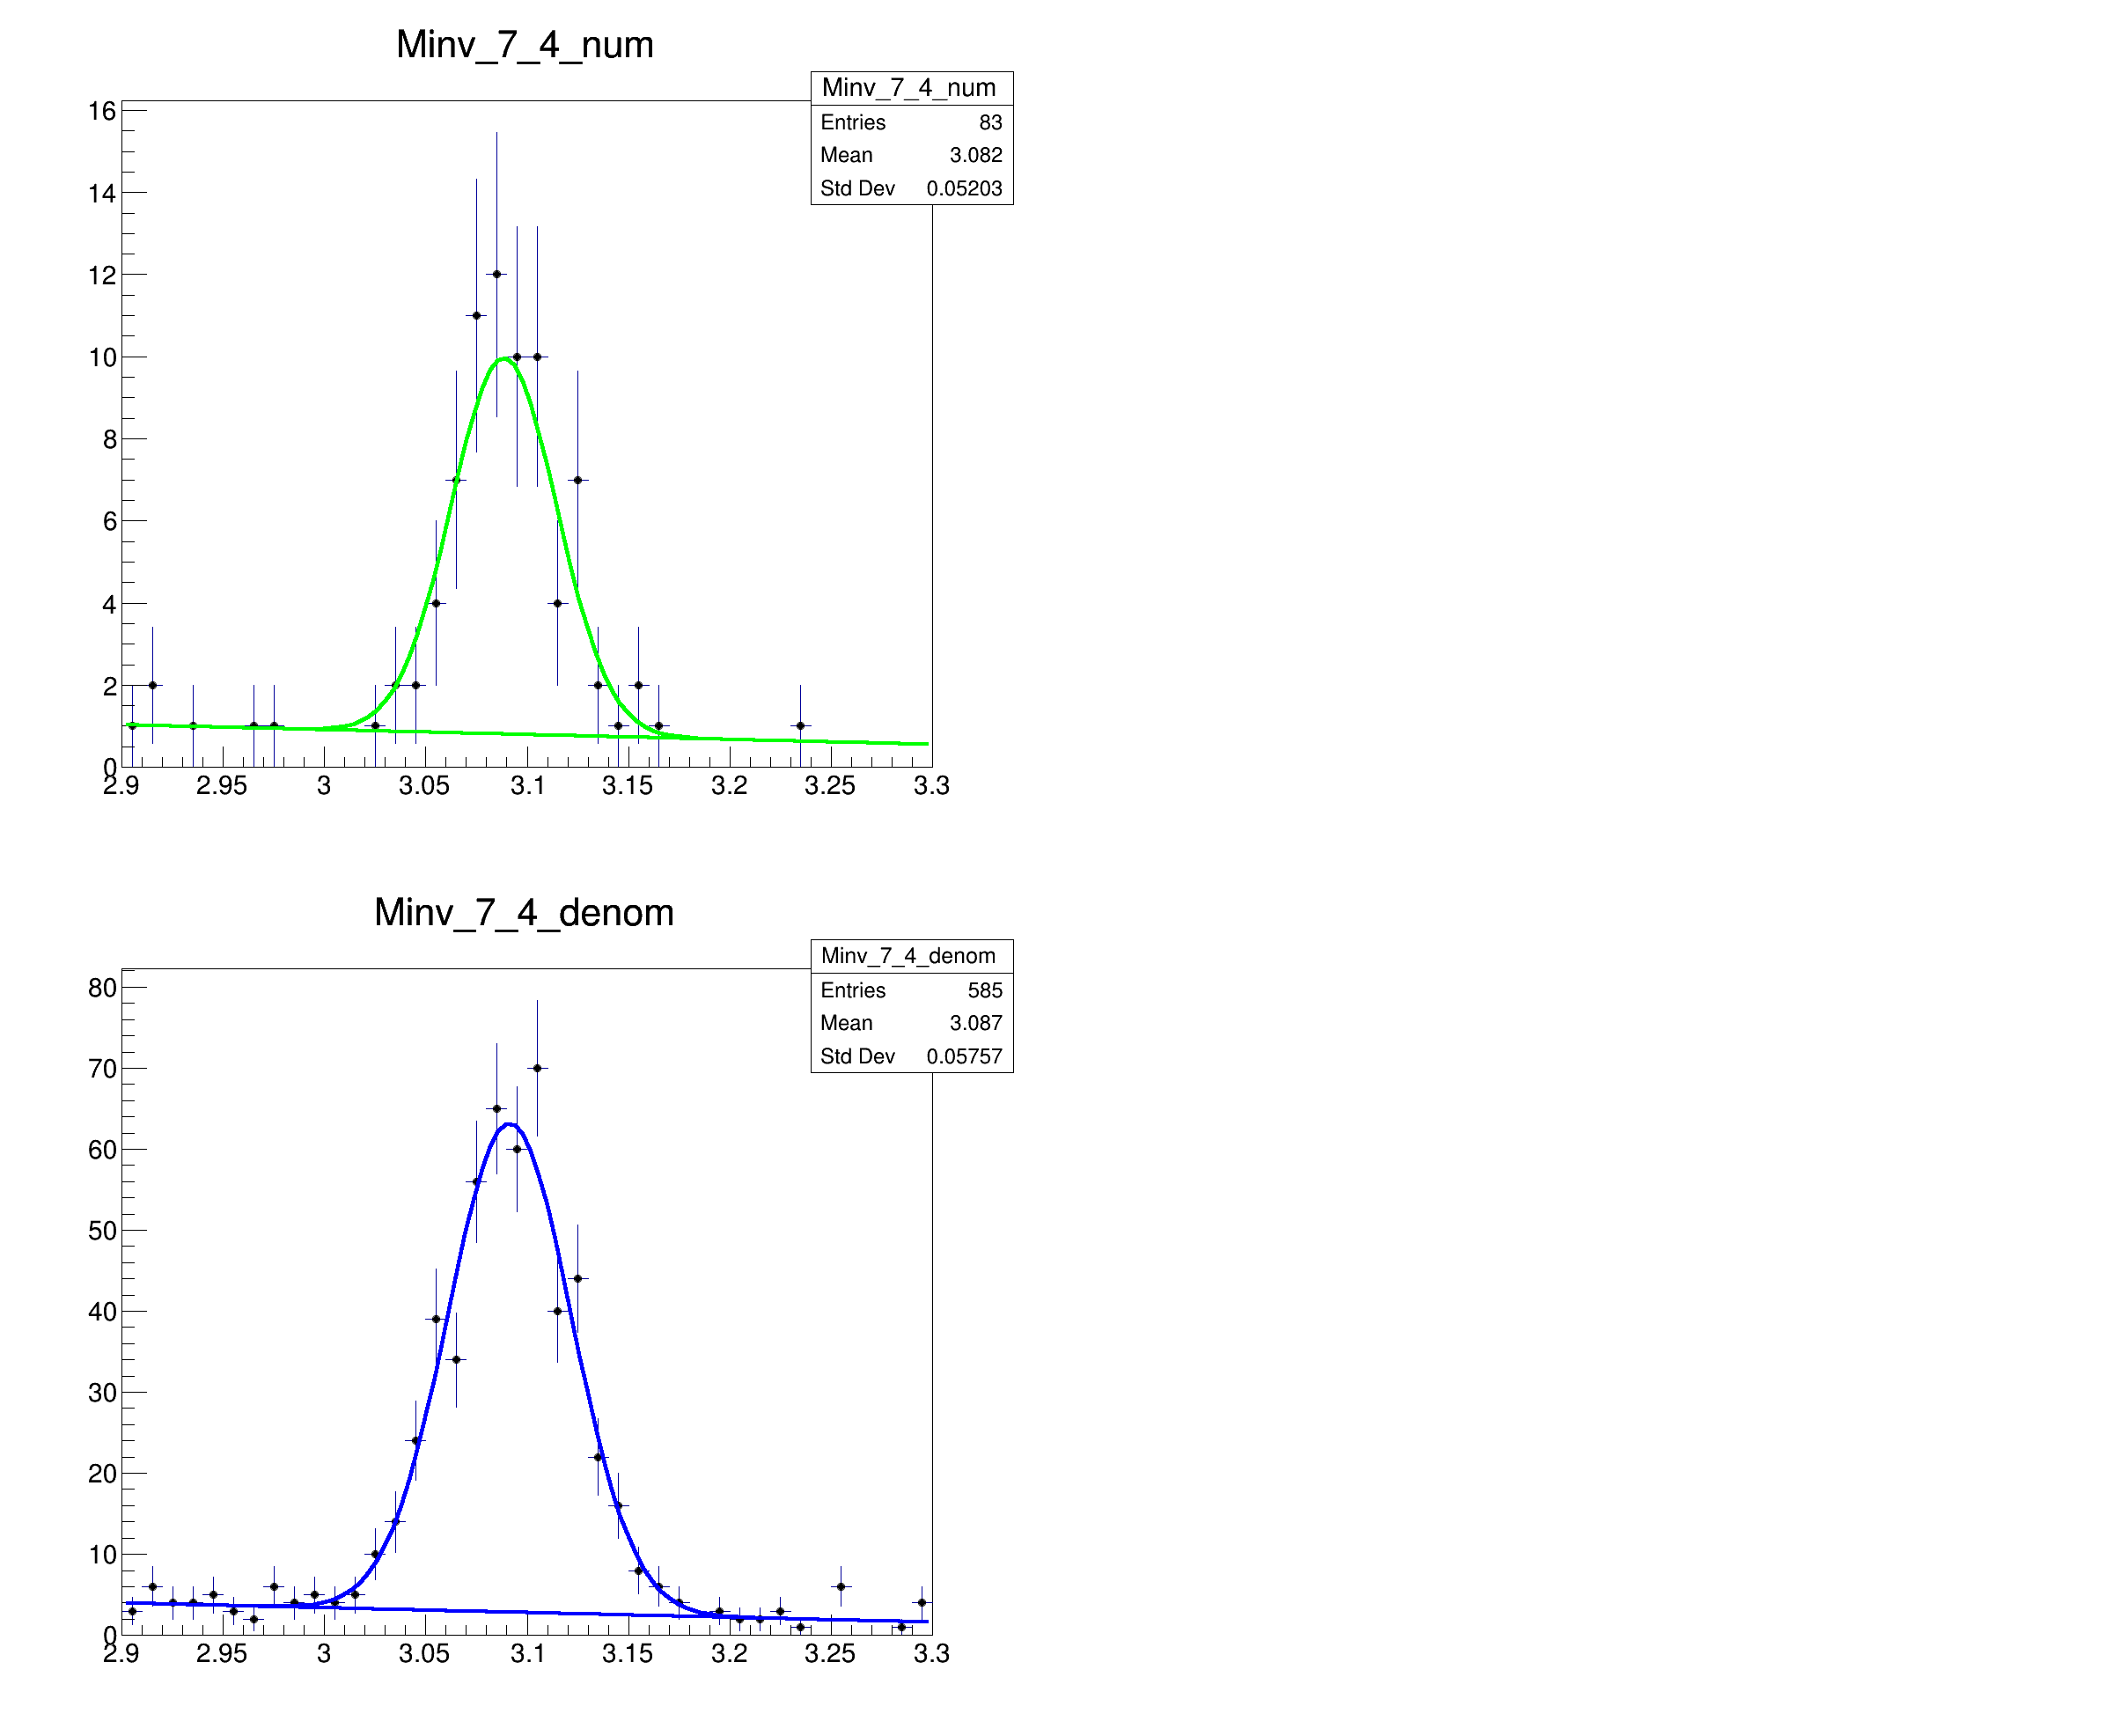 Minv_7_4_num
Minv_7_4_num
Entries 83
Mean 3.082
Std Dev 0.05203
16
14
12
10
8
6
4
2
0
2.9 2.95 3 3.05 3.1 3.15 3.2 3.25 3.3
Minv_7_4_denom
Minv_7_4_denom
Entries 585
Mean 3.087
Std Dev 0.05757
80
70
60
50
40
30
20
10
0
2.9 2.95 3 3.05 3.1 3.15 3.2 3.25 3.3